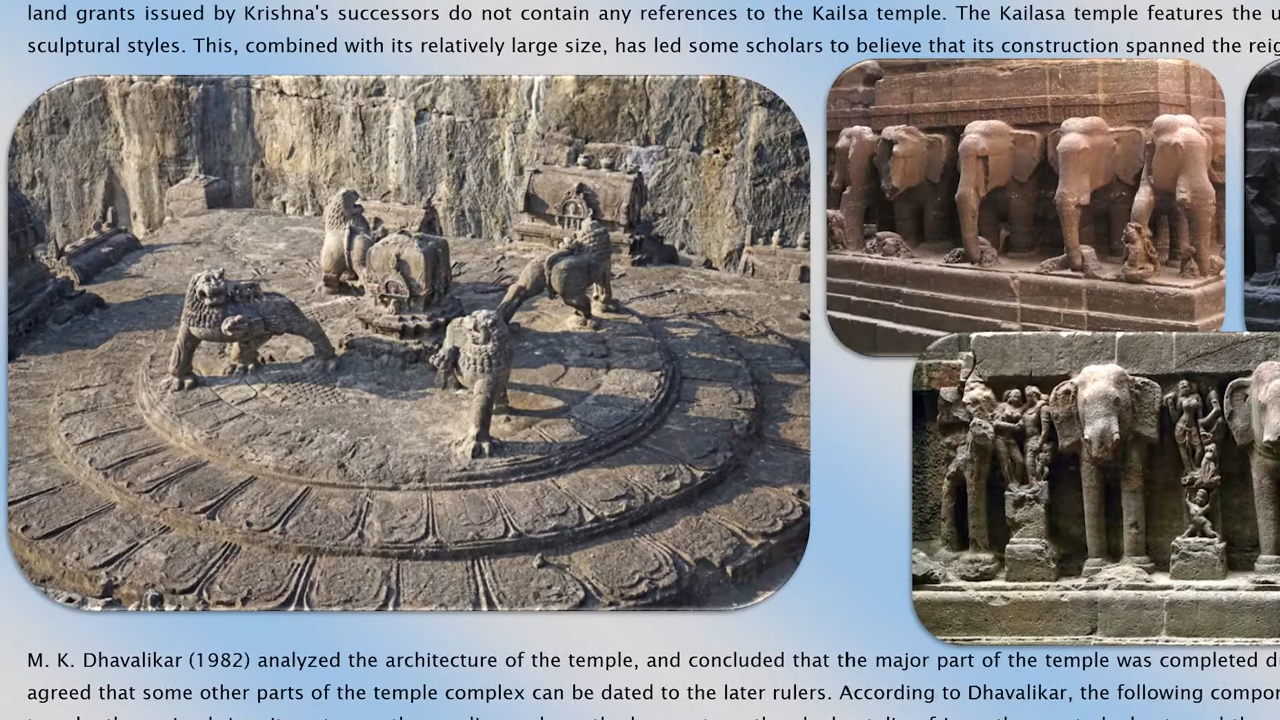 land grants issued by Krishna's successors do not contain any references to the Kailsa temple. The Kailasa temple features the
sculptural styles. This, combined with its relatively large size, has led some scholars to believe that its construction spanned the
M. K. Dhavalikar (1982) analyzed the architecture of the temple, and concluded that the major part of the temple was completed
agreed that some other parts of the temple complex can be dated to the later rulers. According to Dhavalikar, the following